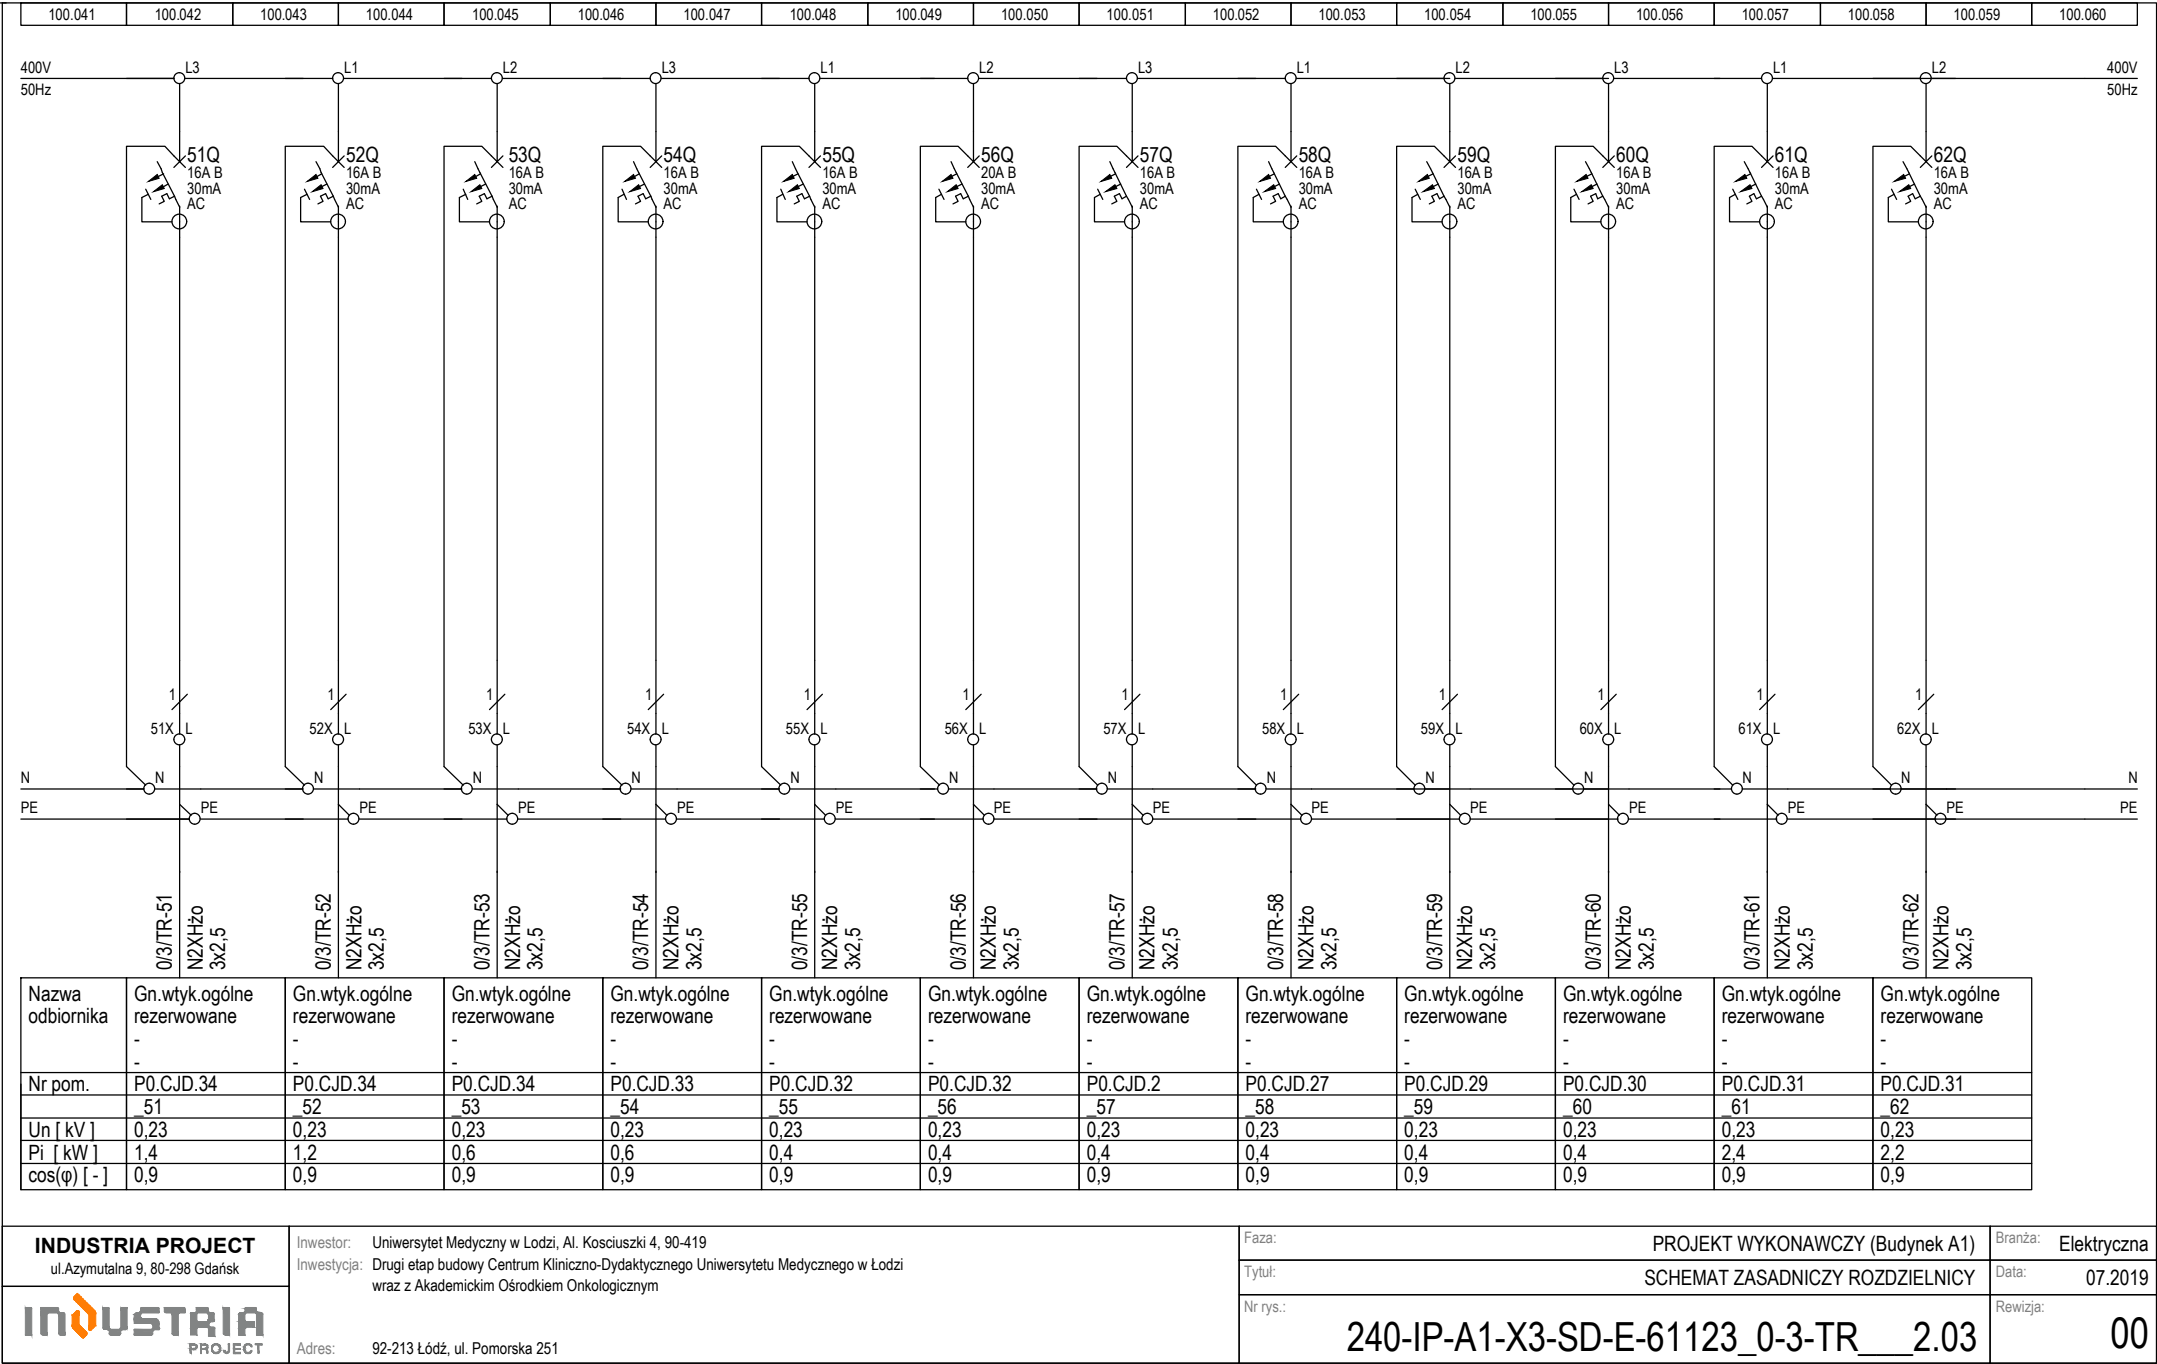 100.041 100.042 100.043 100.044 100.045 100.046 100.047 100.048 100.049 100.050 100.051 100.052 100.053 100.054 100.055 100.056 100.057 100.058 100.059 100.060
400V L3 L1 L2 L3 L1 L2 L3 L1 L2 L3 L1 L2 400V
50Hz 50Hz
51Q 52Q 53Q 54Q 55Q 56Q 57Q 58Q 59Q 60Q 61Q 62Q
16A B 16A B 16A B 16A B 16A B 20A B 16A B 16A B 16A B 16A B 16A B 16A B
30mA 30mA 30mA 30mA 30mA 30mA 30mA 30mA 30mA 30mA 30mA 30mA
AC AC AC AC AC AC AC AC AC AC AC AC
1 1 1 1 1 1 1 1 1 1 1 1
51X L 52X L 53X L 54X L 55X L 56X L 57X L 58X L 59X L 60X L 61X L 62X L
N N N N N N N N N N N N N N
PE PE PE PE PE PE PE PE PE PE PE PE PE PE
0/3/TR-51 0/3/TR-52 0/3/TR-53 0/3/TR-54 0/3/TR-55 0/3/TR-56 0/3/TR-57 0/3/TR-58 0/3/TR-59 0/3/TR-60 0/3/TR-61 0/3/TR-62
N2XHżo N2XHżo N2XHżo N2XHżo N2XHżo N2XHżo N2XHżo N2XHżo N2XHżo N2XHżo N2XHżo N2XHżo
3x2,5 3x2,5 3x2,5 3x2,5 3x2,5 3x2,5 3x2,5 3x2,5 3x2,5 3x2,5 3x2,5 3x2,5
Nazwa Gn.wtyk.ogólne Gn.wtyk.ogólne Gn.wtyk.ogólne Gn.wtyk.ogólne Gn.wtyk.ogólne Gn.wtyk.ogólne Gn.wtyk.ogólne Gn.wtyk.ogólne Gn.wtyk.ogólne Gn.wtyk.ogólne Gn.wtyk.ogólne Gn.wtyk.ogólne
odbiornika rezerwowane rezerwowane rezerwowane rezerwowane rezerwowane rezerwowane rezerwowane rezerwowane rezerwowane rezerwowane rezerwowane rezerwowane
- - - - - - - - - - - -
- - - - - - - - - - - -
Nr pom. P0.CJD.34 P0.CJD.34 P0.CJD.34 P0.CJD.33 P0.CJD.32 P0.CJD.32 P0.CJD.2 P0.CJD.27 P0.CJD.29 P0.CJD.30 P0.CJD.31 P0.CJD.31
_51 _52 _53 _54 _55 _56 _57 _58 _59 _60 _61 _62
Un [ kV ] 0,23 0,23 0,23 0,23 0,23 0,23 0,23 0,23 0,23 0,23 0,23 0,23
Pi [ kW ] 1,4 1,2 0,6 0,6 0,4 0,4 0,4 0,4 0,4 0,4 2,4 2,2
cos(φ) [ - ] 0,9 0,9 0,9 0,9 0,9 0,9 0,9 0,9 0,9 0,9 0,9 0,9
INDUSTRIA PROJECT
ul.Azymutalna 9, 80-298 Gdańsk
INDUSTRIA
PROJECT
Inwestor: Uniwersytet Medyczny w Lodzi, Al. Kosciuszki 4, 90-419
Inwestycja: Drugi etap budowy Centrum Kliniczno-Dydaktycznego Uniwersytetu Medycznego w Łodzi
wraz z Akademickim Ośrodkiem Onkologicznym
Adres: 92-213 Łódź, ul. Pomorska 251
Faza: PROJEKT WYKONAWCZY (Budynek A1)
Branża: Elektryczna
Tytuł: SCHEMAT ZASADNICZY ROZDZIELNICY
Data: 07.2019
Nr rys.: 240-IP-A1-X3-SD-E-61123_0-3-TR___2.03
Rewizja: 00